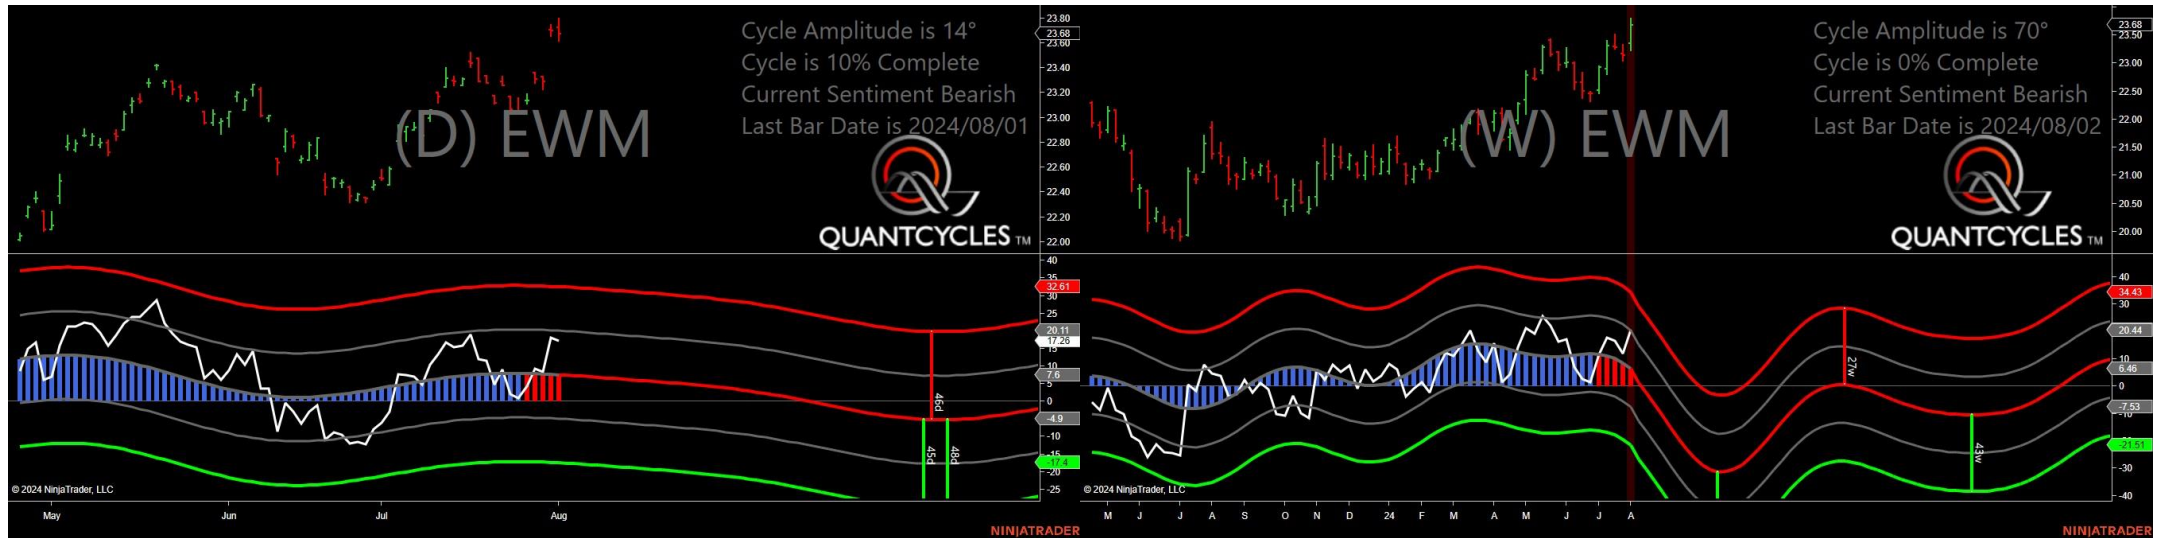 Cycle Amplitude is 14°
Cycle is 10% Complete
Current Sentiment Bearish
Last Bar Date is 2024/08/01
(D) EWM
QUANTCYCLES TM
23.80
23.68
23.60
23.40
23.20
23.00
22.80
22.60
22.40
22.20
22.00
40
35
32.61
30
25
20.11
17.26
15
10
7.6
5
0
-4.9
-10
-15
-17.4
-20
-25
46d
45d
48d
© 2024 NinjaTrader, LLC
May
Jun
Jul
Aug
NINJATRADER
Cycle Amplitude is 70°
Cycle is 0% Complete
Current Sentiment Bearish
Last Bar Date is 2024/08/02
(W) EWM
QUANTCYCLES TM
23.68
23.50
23.00
22.50
22.00
21.50
21.00
20.50
20.00
40
34.43
30
20.44
10
6.46
0
-7.53
-10
-21.51
-30
-40
27w
43w
© 2024 NinjaTrader, LLC
M J J A S O N D 24 F M A M J J A
NINJATRADER